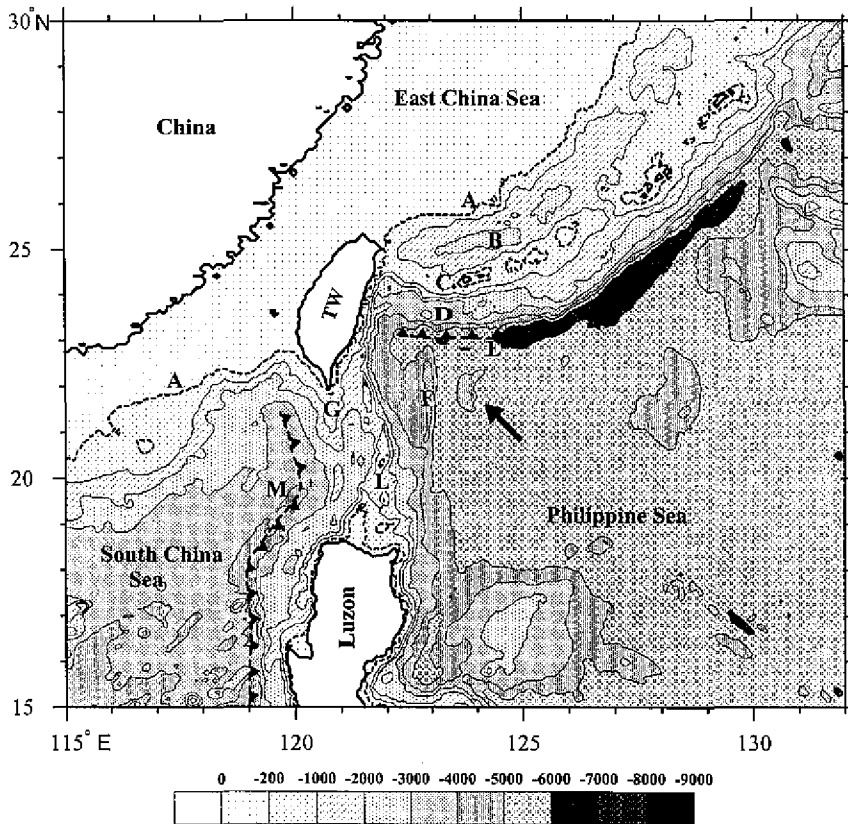 30°N
East China Sea
China
A
B
25
C
TW
D
E
A
F
G
20
M
L
Philippine Sea
South China
Sea
Luzon
15
115° E
120
125
130
0 -200 -1000 -2000 -3000 -4000 -5000 -6000 -7000 -8000 -9000